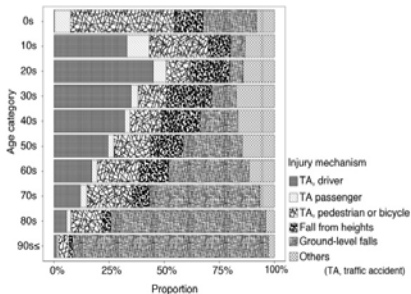 0s
10s
20s
30s
40s
50s
60s
70s
80s
90s≤
Age category
0% 25% 50% 75% 100%
Proportion
Injury mechanism
TA, driver
TA passenger
TA, pedestrian or bicycle
Fall from heights
Ground-level falls
Others
(TA, traffic accident)